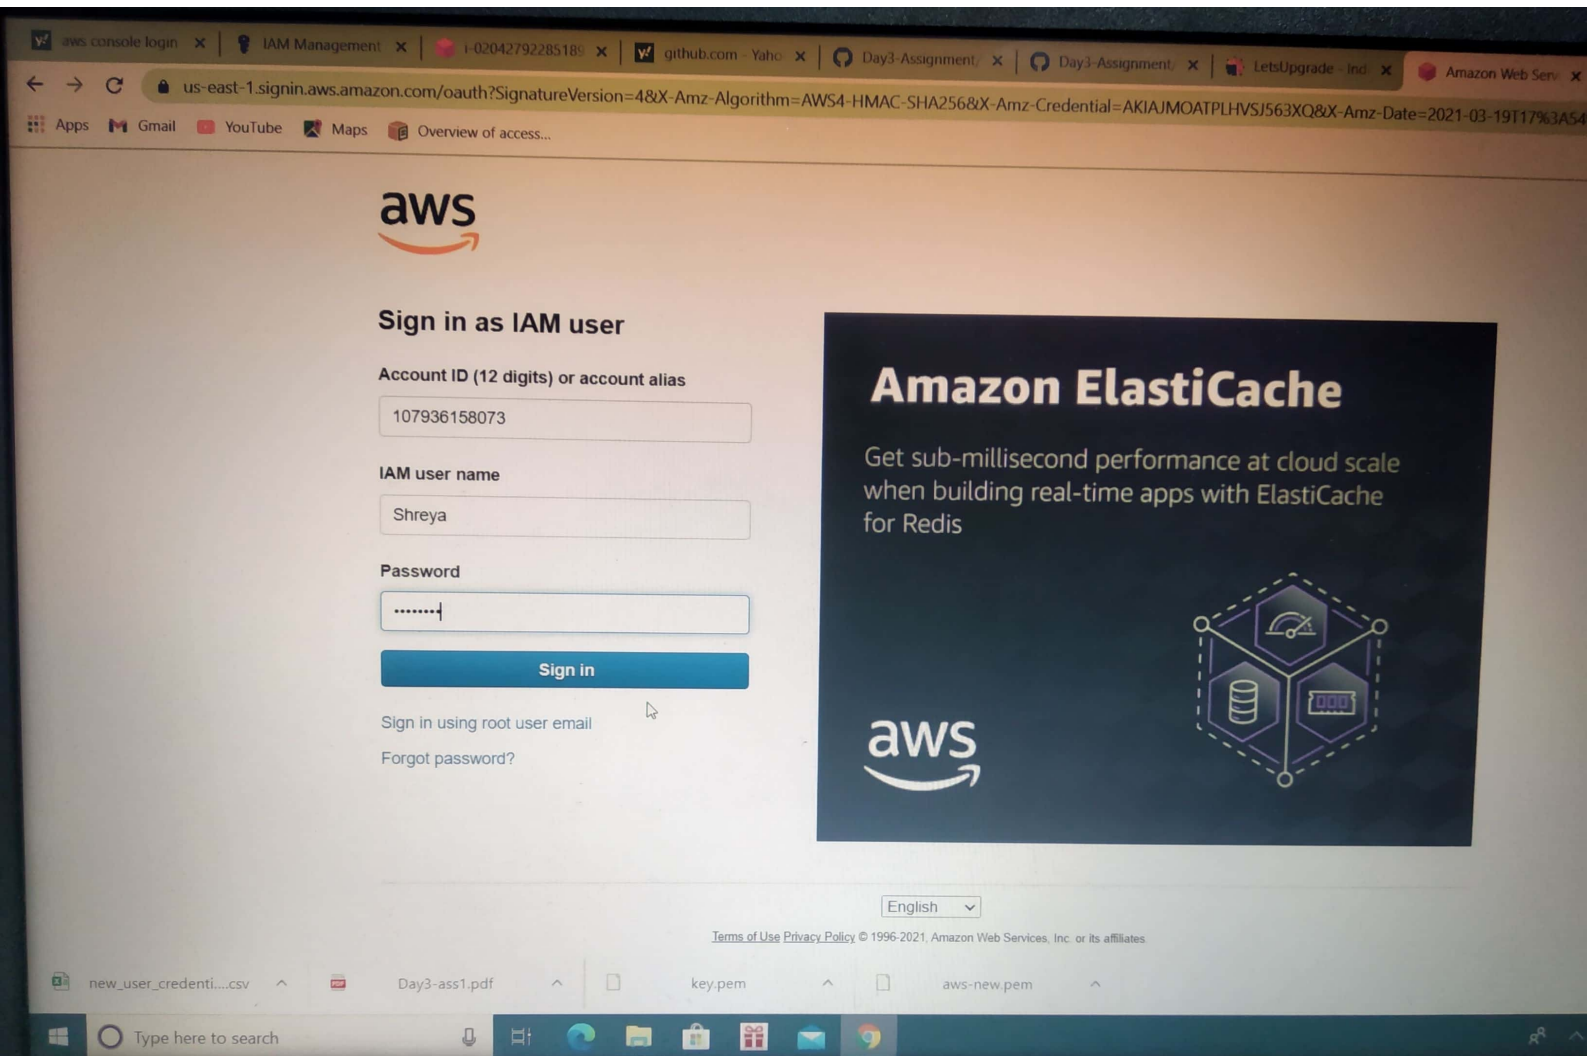 aws console login
IAM Management
i-02042792285189
github.com - Yaho
Day3-Assignment/
Day3-Assignment/
LetsUpgrade - Ind
Amazon Web Serv
us-east-1.signin.aws.amazon.com/oauth?SignatureVersion=4&X-Amz-Algorithm=AWS4-HMAC-SHA256&X-Amz-Credential=AKIAJMOATPLHVSJ563XQ&X-Amz-Date=2021-03-19T17%3A54
Apps
Gmail
YouTube
Maps
Overview of access...
aws
Sign in as IAM user
Account ID (12 digits) or account alias
107936158073
IAM user name
Shreya
Password
Sign in
Sign in using root user email
Forgot password?
Amazon ElastiCache
Get sub-millisecond performance at cloud scale
when building real-time apps with ElastiCache
for Redis
aws
English
Terms of Use Privacy Policy © 1996-2021, Amazon Web Services, Inc. or its affiliates.
new_user_credenti....csv
PDF
Day3-ass1.pdf
key.pem
aws-new.pem
Type here to search